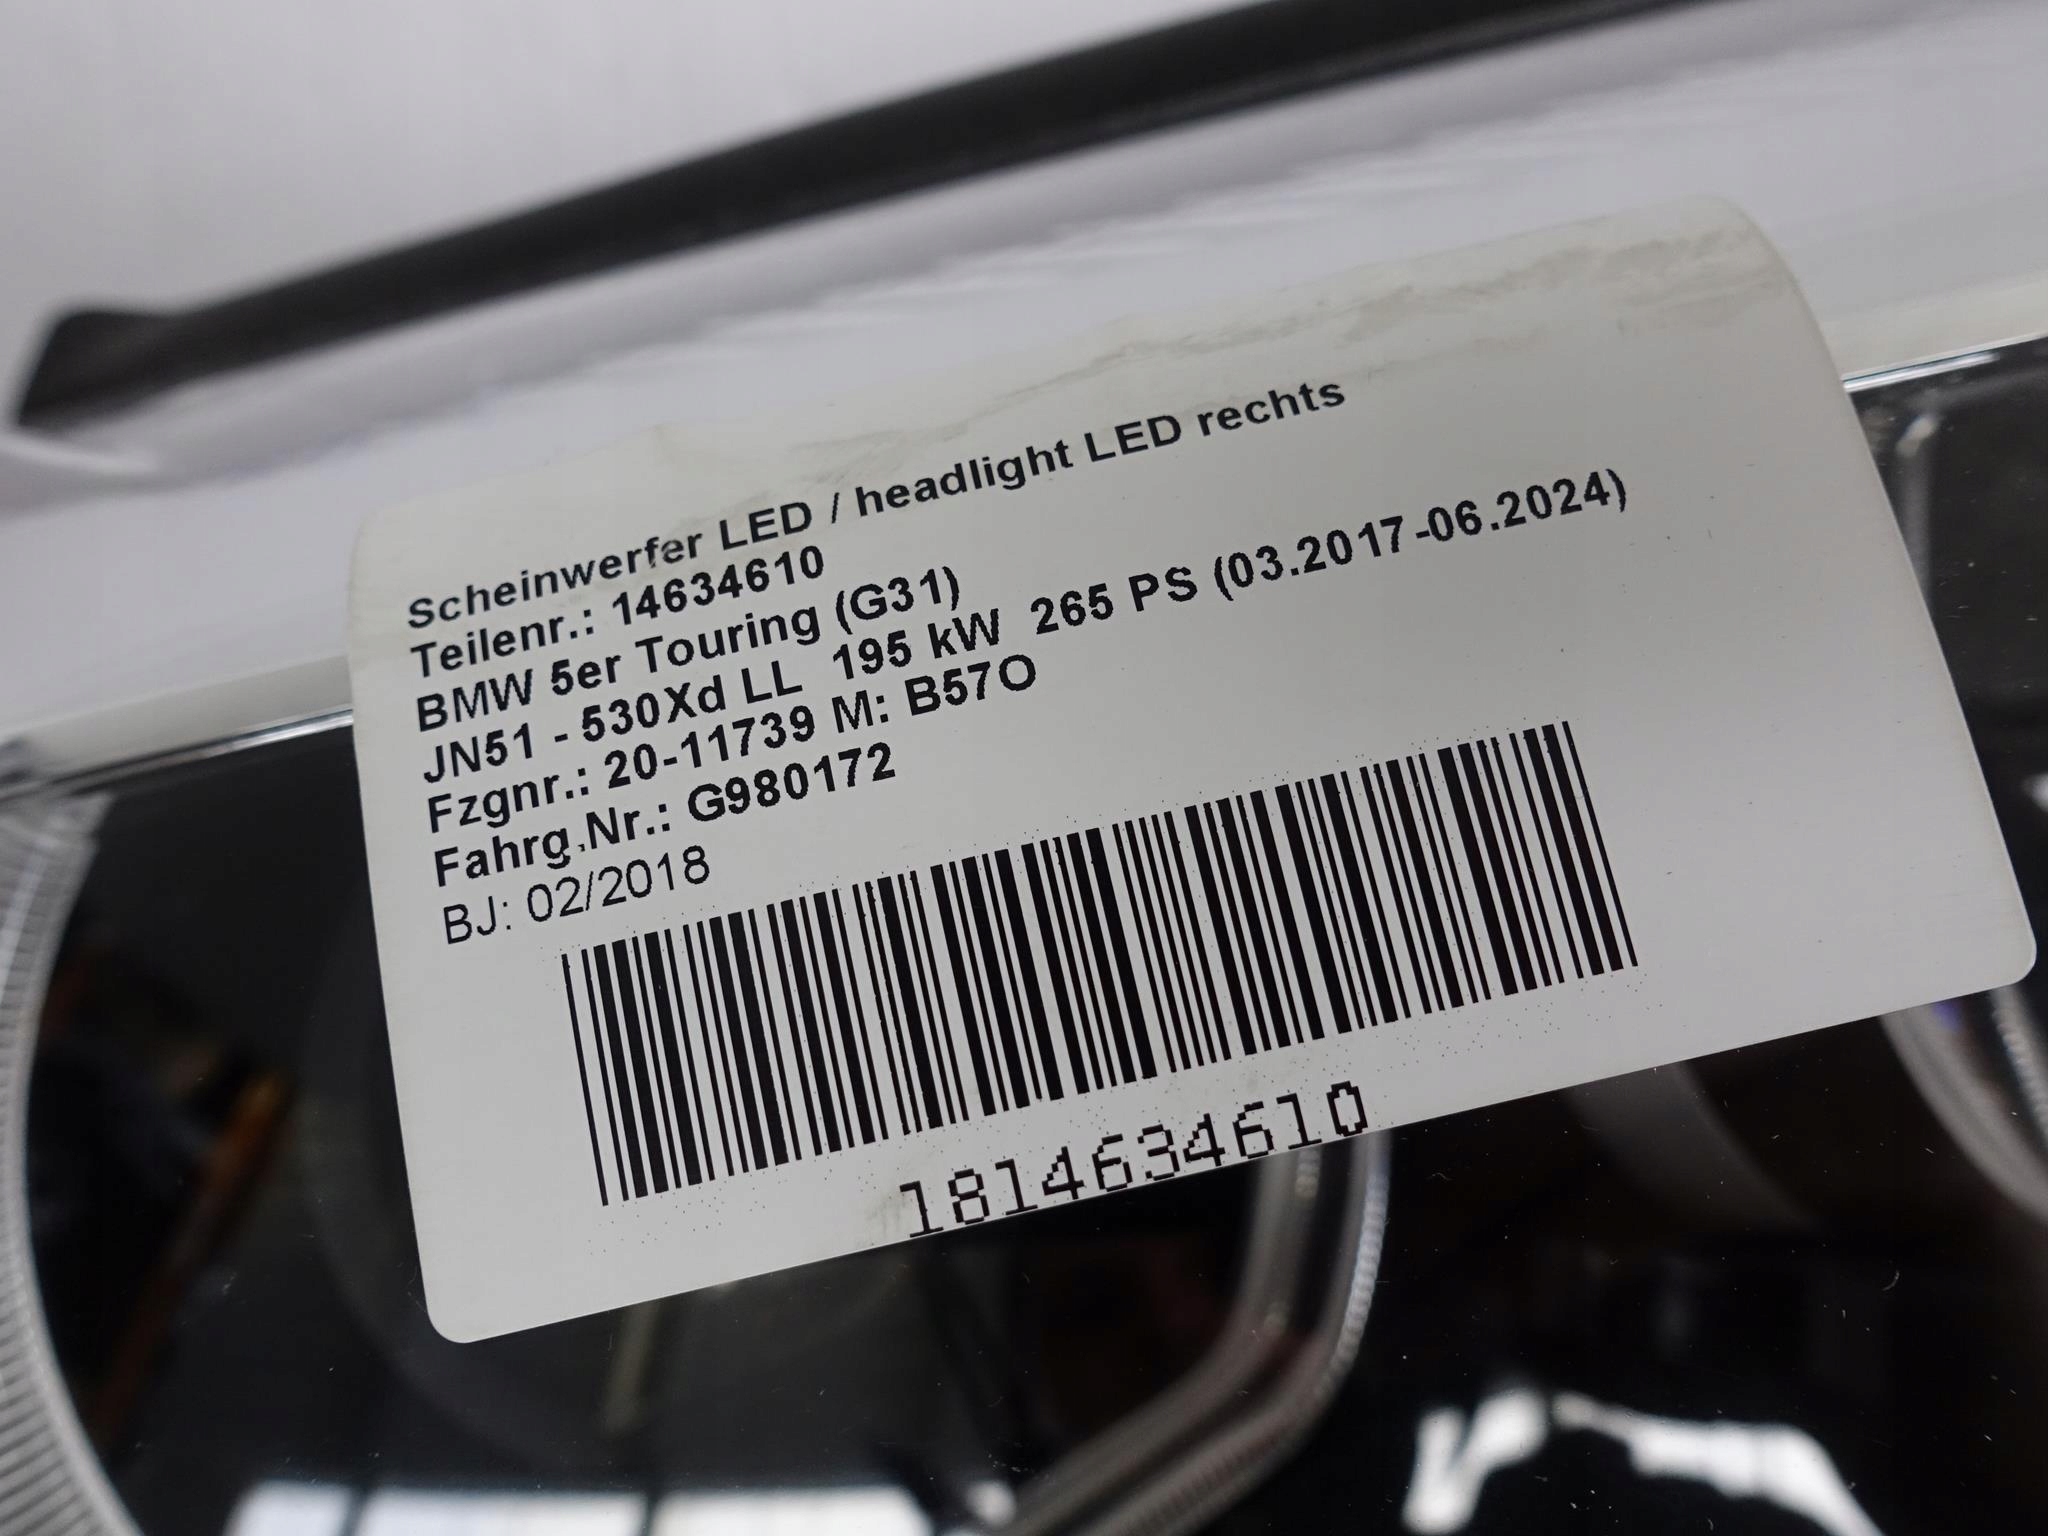 Scheinwerfer LED / headlight LED rechts
Teilenr.: 14634610
BMW 5er Touring (G31)
JN51 - 530Xd LL  195 kW  265 PS (03.2017-06.2024)
Fzgnr.: 20-11739 M: B57O
Fahrg.Nr.: G980172
BJ: 02/2018
1814634610